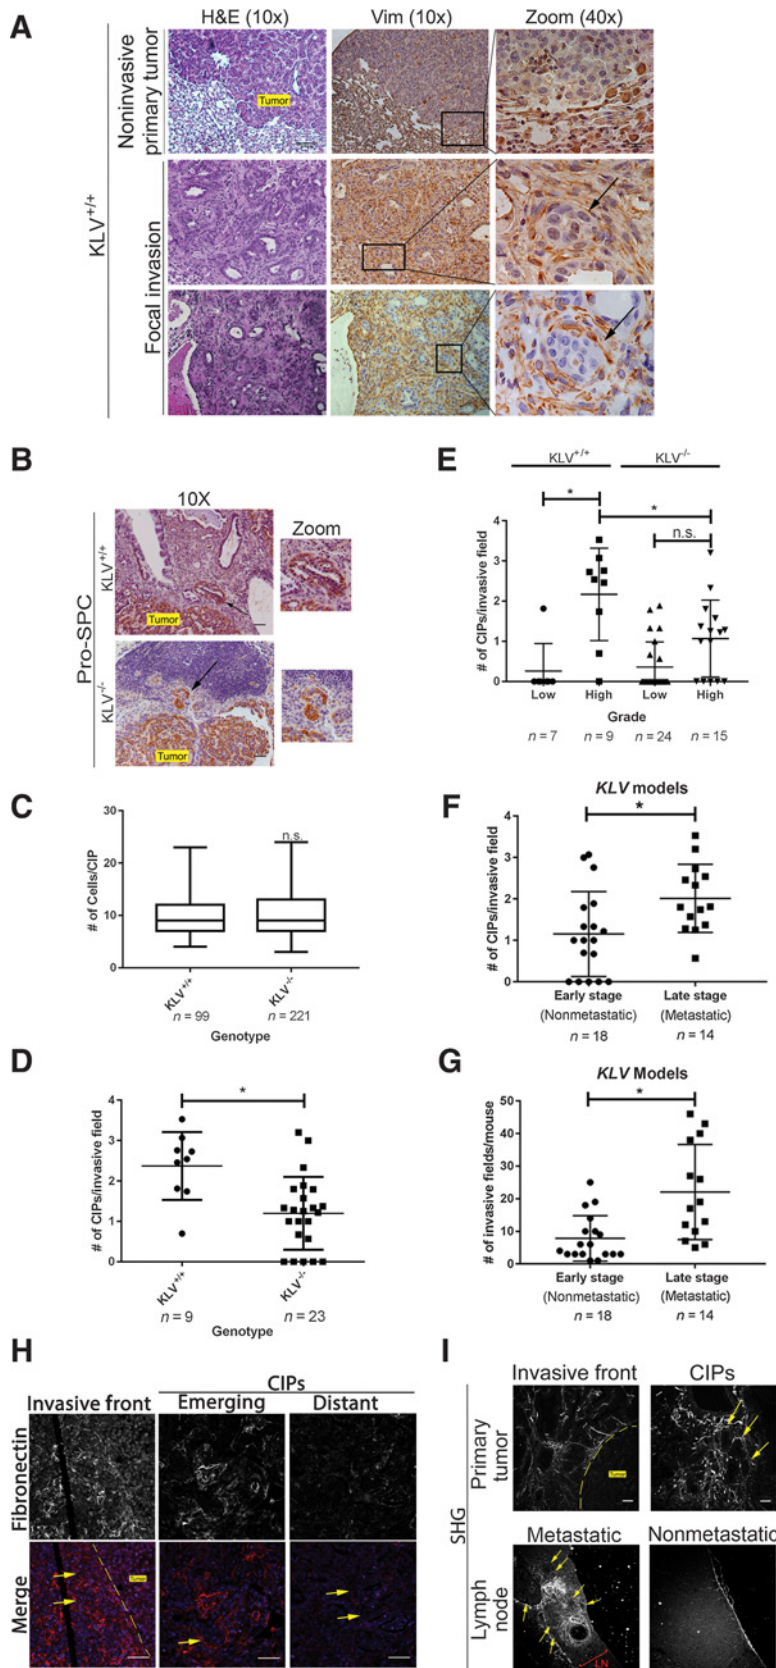 A
H&E (10x)
Vim (10x)
Zoom (40x)
KLV+/+
Noninvasive
primary tumor
Tumor
Focal invasion
B
10X
Zoom
Pro-SPC
KLV+/+
Tumor
KLV-/-
Tumor
C
# of Cells/CIP
30
20
10
0
n.s.
KLV+/+
KLV-/-
n = 99
n = 221
Genotype
D
# of CIPs/invasive field
4
3
2
1
0
*
KLV+/+
KLV-/-
n = 9
n = 23
Genotype
E
KLV+/+
KLV-/-
*
*
n.s.
# of CIPs/invasive field
4
3
2
1
0
Low
High
Low
High
Grade
n = 7
n = 9
n = 24
n = 15
F
KLV models
*
# of CIPs/invasive field
4
3
2
1
0
Early stage
Late stage
(Nonmetastatic)
(Metastatic)
n = 18
n = 14
G
KLV Models
*
# of invasive fields/mouse
50
40
30
20
10
0
Early stage
Late stage
(Nonmetastatic)
(Metastatic)
n = 18
n = 14
H
CIPs
Invasive front
Emerging
Distant
Fibronectin
Merge
Tumor
I
Invasive front
CIPs
SHG
Primary
tumor
Tumor
Metastatic
Nonmetastatic
Lymph
node
LN